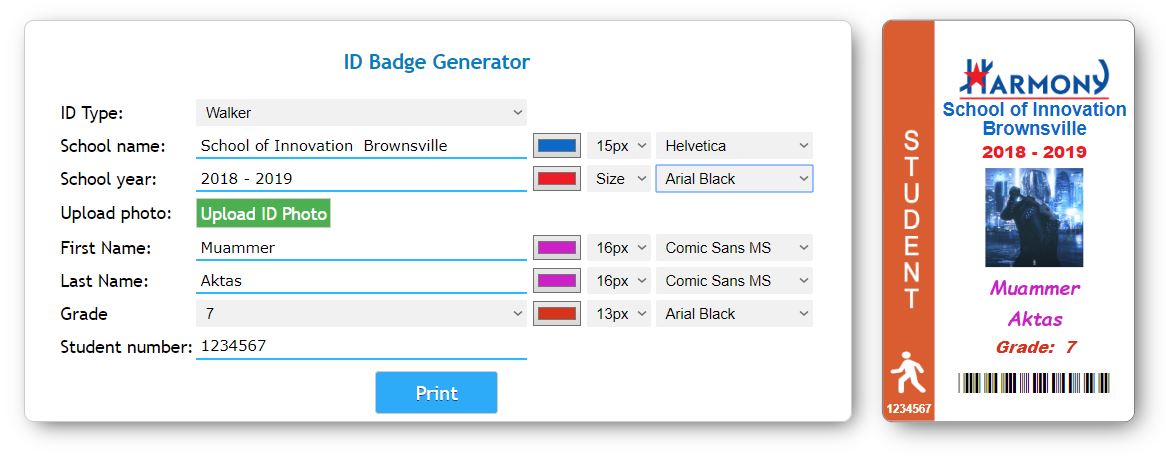 ID Badge Generator
ID Type: Walker
School name: School of Innovation  Brownsville 15px Helvetica
School year: 2018 - 2019 Size Arial Black
Upload photo: Upload ID Photo
First Name: Muammer 16px Comic Sans MS
Last Name: Aktas 16px Comic Sans MS
Grade 7 13px Arial Black
Student number: 1234567
Print
STUDENT
1234567
HARMONY
School of Innovation
Brownsville
2018 - 2019
Muammer
Aktas
Grade: 7